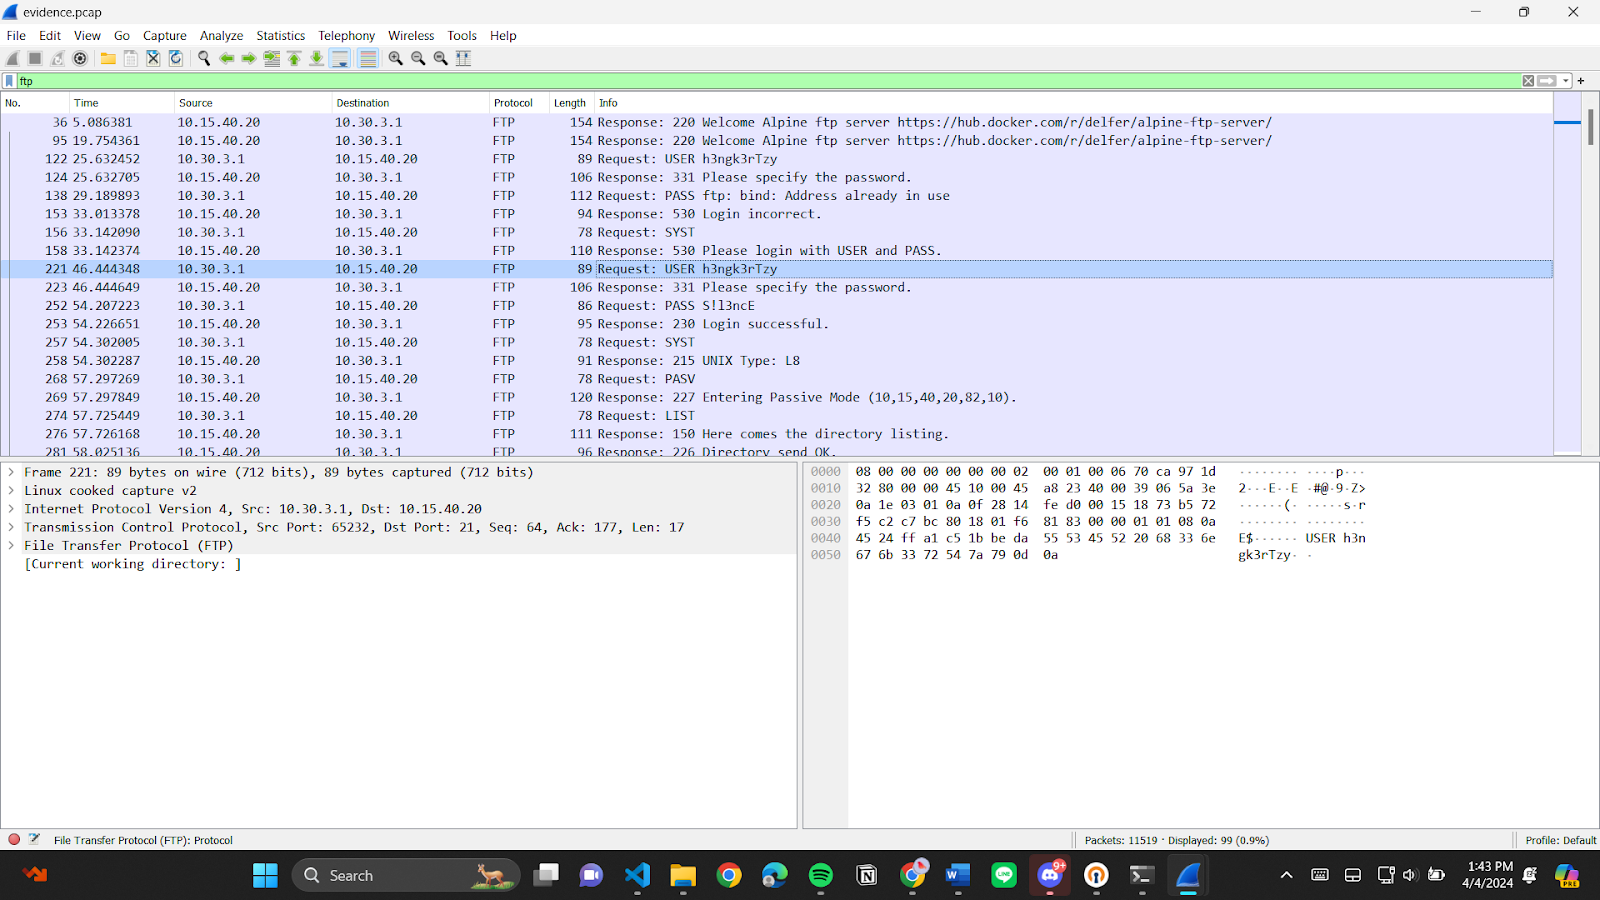 evidence.pcap
File Edit View Go Capture Analyze Statistics Telephony Wireless Tools Help
ftp
No. Time Source Destination Protocol Length Info
36 5.086381 10.15.40.20 10.30.3.1 FTP 154 Response: 220 Welcome Alpine ftp server https://hub.docker.com/r/delfer/alpine-ftp-server/
95 19.754361 10.15.40.20 10.30.3.1 FTP 154 Response: 220 Welcome Alpine ftp server https://hub.docker.com/r/delfer/alpine-ftp-server/
122 25.632452 10.30.3.1 10.15.40.20 FTP 89 Request: USER h3ngk3rTzy
124 25.632705 10.15.40.20 10.30.3.1 FTP 106 Response: 331 Please specify the password.
138 29.189893 10.30.3.1 10.15.40.20 FTP 112 Request: PASS ftp: bind: Address already in use
153 33.013378 10.15.40.20 10.30.3.1 FTP 94 Response: 530 Login incorrect.
156 33.142090 10.30.3.1 10.15.40.20 FTP 78 Request: SYST
158 33.142374 10.15.40.20 10.30.3.1 FTP 110 Response: 530 Please login with USER and PASS.
221 46.444348 10.30.3.1 10.15.40.20 FTP 89 Request: USER h3ngk3rTzy
223 46.444649 10.15.40.20 10.30.3.1 FTP 106 Response: 331 Please specify the password.
252 54.207223 10.30.3.1 10.15.40.20 FTP 86 Request: PASS S!l3ncE
253 54.226651 10.15.40.20 10.30.3.1 FTP 95 Response: 230 Login successful.
257 54.302005 10.30.3.1 10.15.40.20 FTP 78 Request: SYST
258 54.302287 10.15.40.20 10.30.3.1 FTP 91 Response: 215 UNIX Type: L8
268 57.297269 10.30.3.1 10.15.40.20 FTP 78 Request: PASV
269 57.297849 10.15.40.20 10.30.3.1 FTP 120 Response: 227 Entering Passive Mode (10,15,40,20,82,10).
274 57.725449 10.30.3.1 10.15.40.20 FTP 78 Request: LIST
276 57.726168 10.15.40.20 10.30.3.1 FTP 111 Response: 150 Here comes the directory listing.
281 58.025136 10.15.40.20 10.30.3.1 FTP 96 Response: 226 Directory send OK.
Frame 221: 89 bytes on wire (712 bits), 89 bytes captured (712 bits)
Linux cooked capture v2
Internet Protocol Version 4, Src: 10.30.3.1, Dst: 10.15.40.20
Transmission Control Protocol, Src Port: 65232, Dst Port: 21, Seq: 64, Ack: 177, Len: 17
File Transfer Protocol (FTP)
[Current working directory: ]
0000 08 00 00 00 00 00 00 02 00 01 00 06 70 ca 97 1d ········ ····p···
0010 32 80 00 00 45 10 00 45 a8 23 40 00 39 06 5a 3e 2···E··E ·#@·9·Z>
0020 0a 1e 03 01 0a 0f 28 14 fe d0 00 15 18 73 b5 72 ······(· ·····s·r
0030 f5 c2 c7 bc 80 18 01 f6 81 83 00 00 01 01 08 0a ········ ········
0040 45 24 ff a1 c5 1b be da 55 53 45 52 20 68 33 6e E$······ USER h3n
0050 67 6b 33 72 54 7a 79 0d 0a gk3rTzy· ·
File Transfer Protocol (FTP): Protocol
Packets: 11519 · Displayed: 99 (0.9%)
Profile: Default
Search
9+
1:43 PM
4/4/2024
PRE